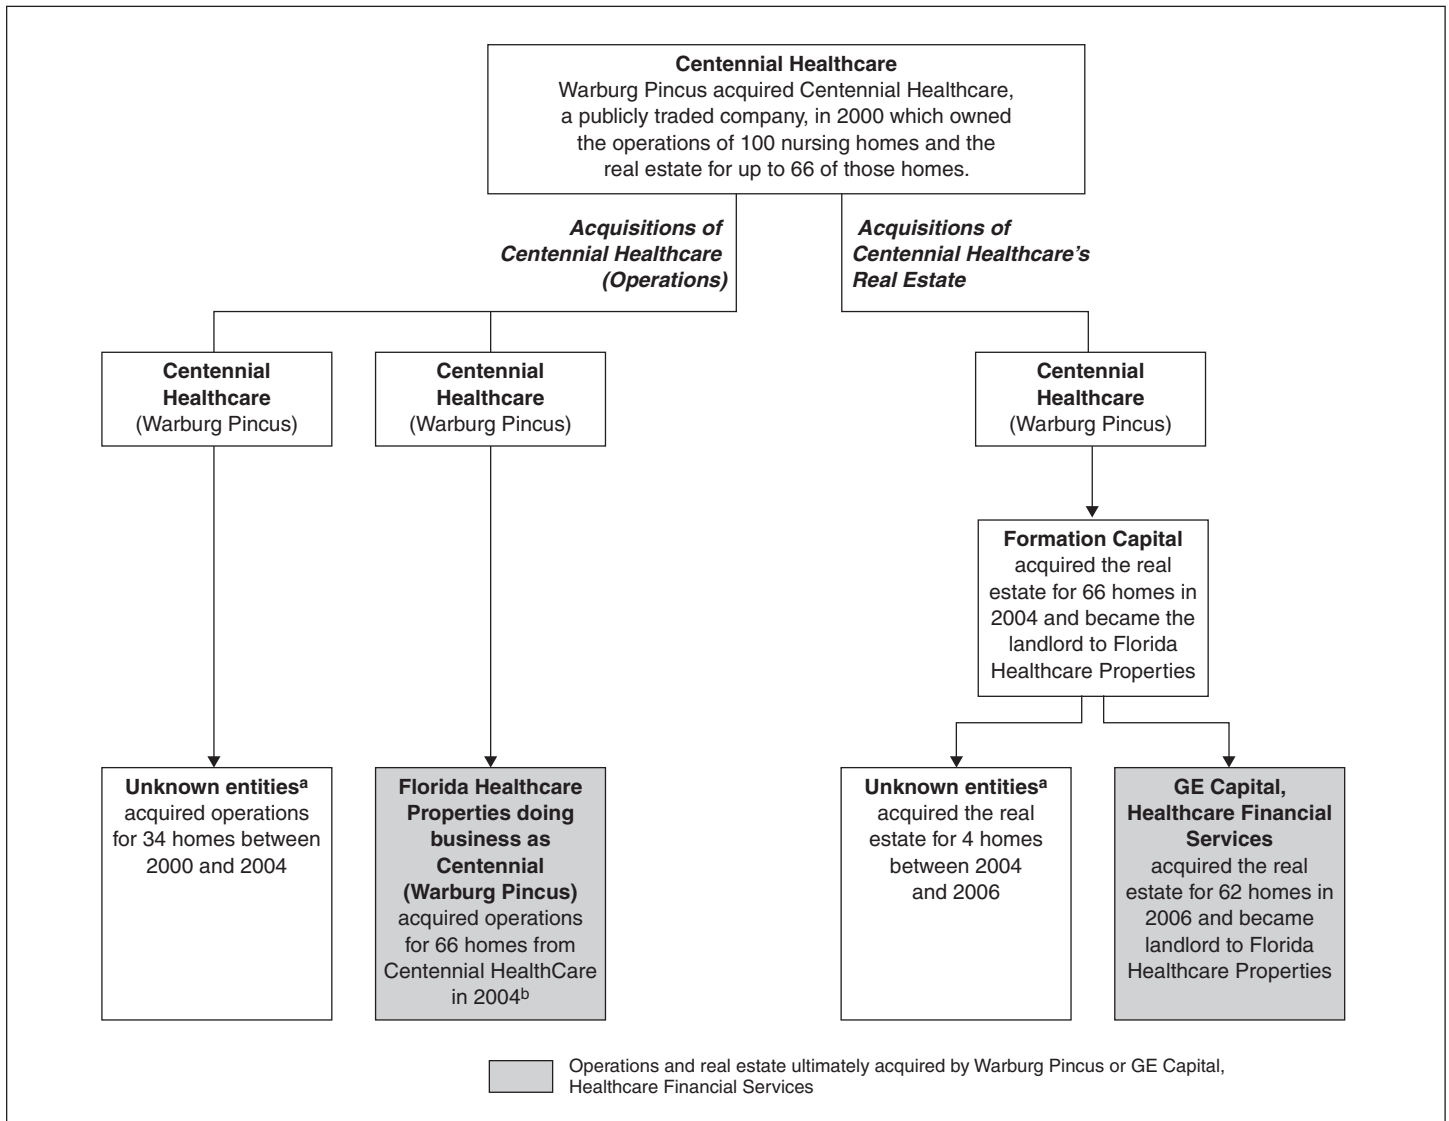 Centennial Healthcare
Warburg Pincus acquired Centennial Healthcare,
a publicly traded company, in 2000 which owned
the operations of 100 nursing homes and the
real estate for up to 66 of those homes.
Acquisitions of
Centennial Healthcare
(Operations)
Acquisitions of
Centennial Healthcare's
Real Estate
Centennial
Healthcare
(Warburg Pincus)
Centennial
Healthcare
(Warburg Pincus)
Centennial
Healthcare
(Warburg Pincus)
Formation Capital
acquired the real
estate for 66 homes in
2004 and became the
landlord to Florida
Healthcare Properties
Unknown entitiesᵃ
acquired operations
for 34 homes between
2000 and 2004
Florida Healthcare
Properties doing
business as
Centennial
(Warburg Pincus)
acquired operations
for 66 homes from
Centennial HealthCare
in 2004ᵇ
Unknown entitiesᵃ
acquired the real
estate for 4 homes
between 2004
and 2006
GE Capital,
Healthcare Financial
Services
acquired the real
estate for 62 homes in
2006 and became
landlord to Florida
Healthcare Properties
Operations and real estate ultimately acquired by Warburg Pincus or GE Capital,
Healthcare Financial Services